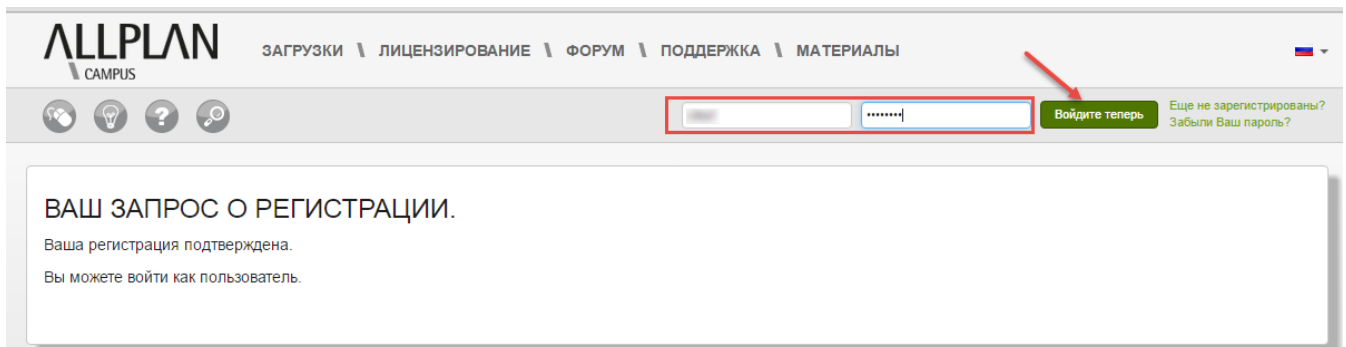 ALLPLAN
CAMPUS
ЗАГРУЗКИ \ ЛИЦЕНЗИРОВАНИЕ \ ФОРУМ \ ПОДДЕРЖКА \ МАТЕРИАЛЫ
Войдите теперь
Еще не зарегистрированы?
Забыли Ваш пароль?
ВАШ ЗАПРОС О РЕГИСТРАЦИИ.
Ваша регистрация подтверждена.
Вы можете войти как пользователь.